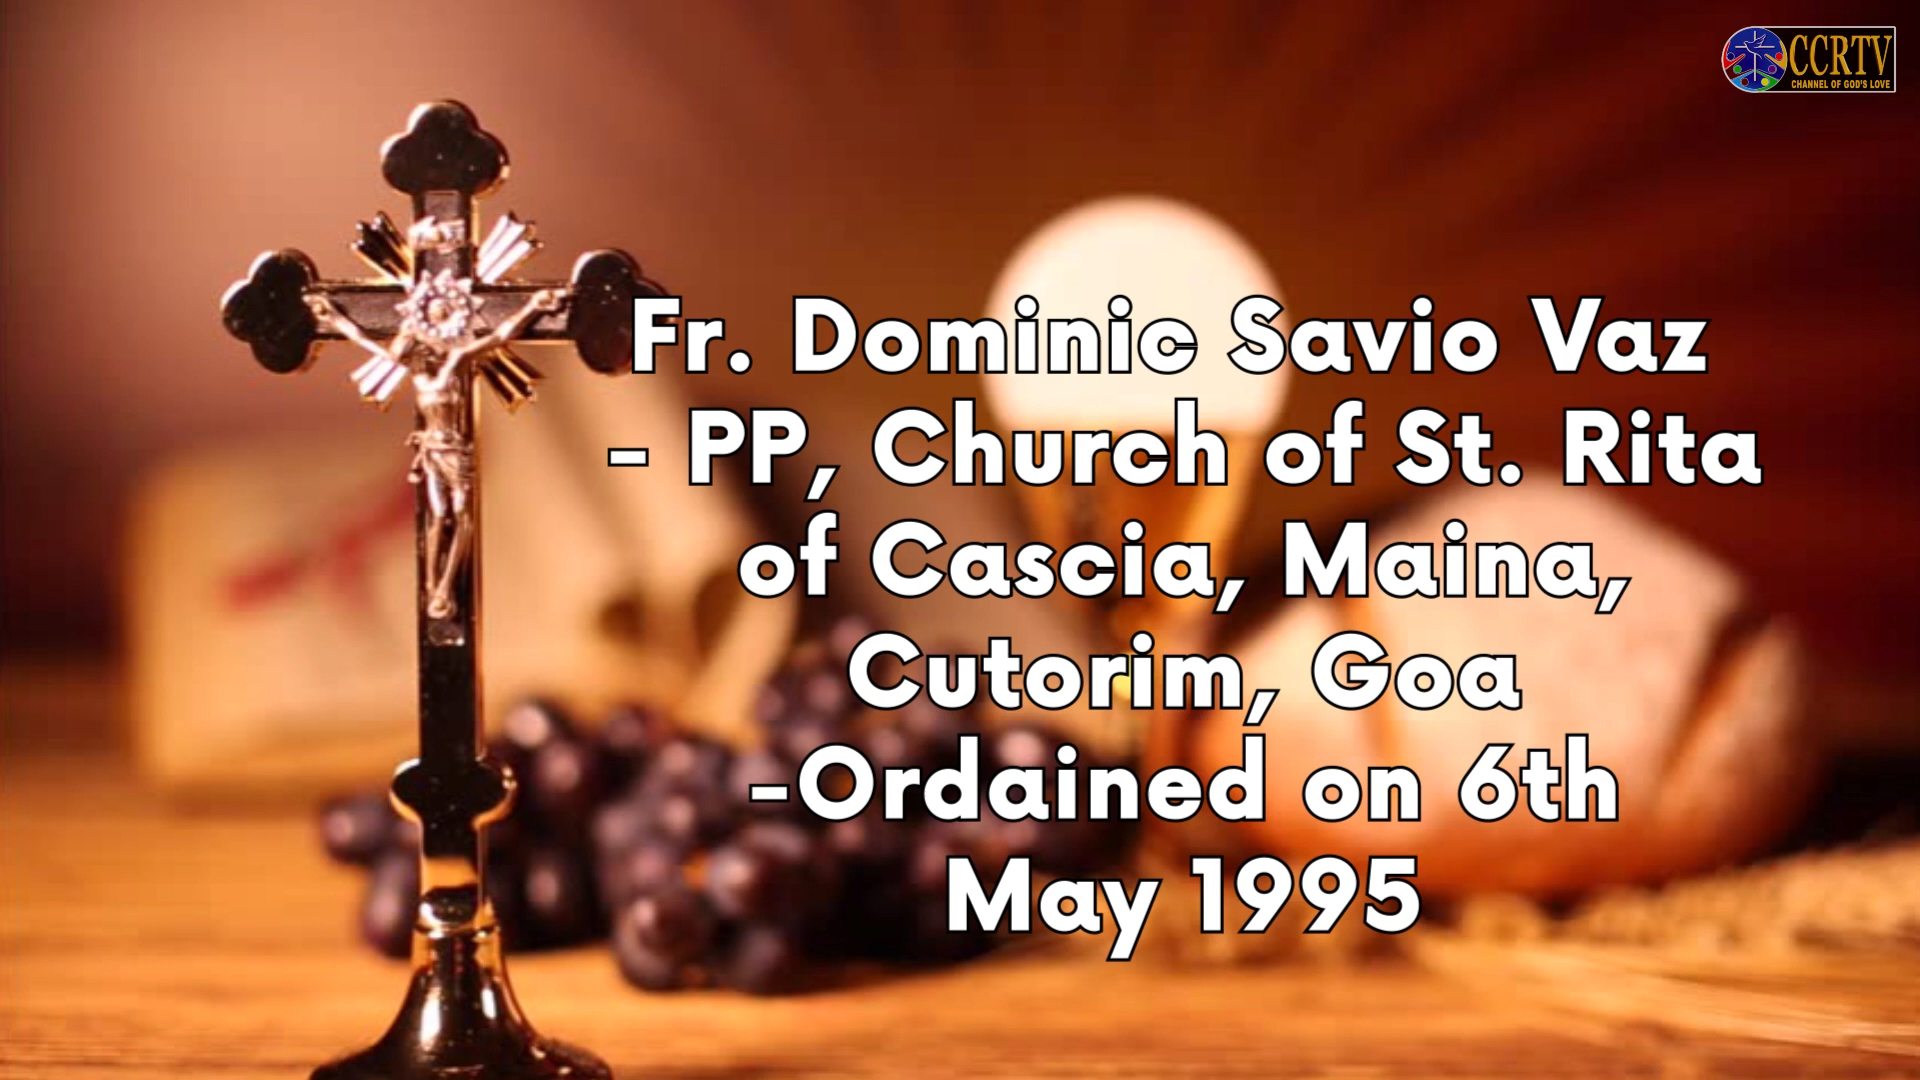 CCRTV
CHANNEL OF GOD'S LOVE
Fr. Dominic Savio Vaz
- PP, Church of St. Rita
of Cascia, Maina,
Cutorim, Goa
-Ordained on 6th
May 1995